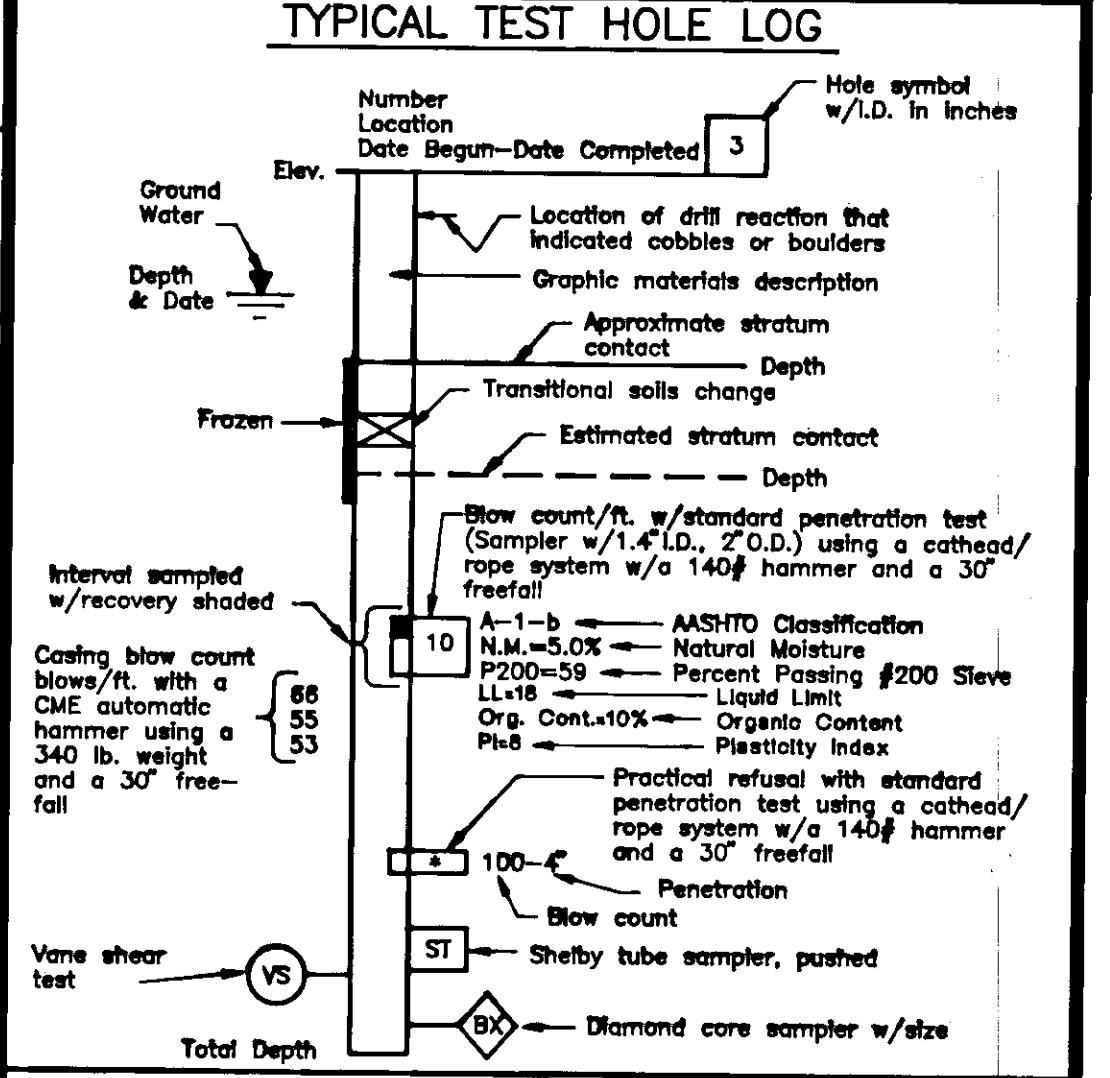 TYPICAL TEST HOLE LOG
Number
Location
Date Begun-Date Completed
3
Hole symbol
w/I.D. in inches
Elev.
Ground
Water
Depth
& Date
Location of drill reaction that
indicated cobbles or boulders
Graphic materials description
Approximate stratum
contact
Depth
Transitional soils change
Frozen
Estimated stratum contact
Depth
Blow count/ft. w/standard penetration test
(Sampler w/1.4" I.D., 2" O.D.) using a cathead/
rope system w/a 140# hammer and a 30"
freefall
Interval sampled
w/recovery shaded
10
A-1-b
AASHTO Classification
N.M.=5.0%
Natural Moisture
P200=59
Percent Passing #200 Sieve
LL=18
Liquid Limit
Org. Cont.=10%
Organic Content
PI=6
Plasticity Index
Casing blow count
blows/ft. with a
CME automatic
hammer using a
340 lb. weight
and a 30" free-
fall
55
53
Practical refusal with standard
penetration test using a cathead/
rope system w/a 140# hammer
and a 30" freefall
*
100-4"
Penetration
Blow count
ST
Shelby tube sampler, pushed
Vane shear
test
VS
BX
Diamond core sampler w/size
Total Depth